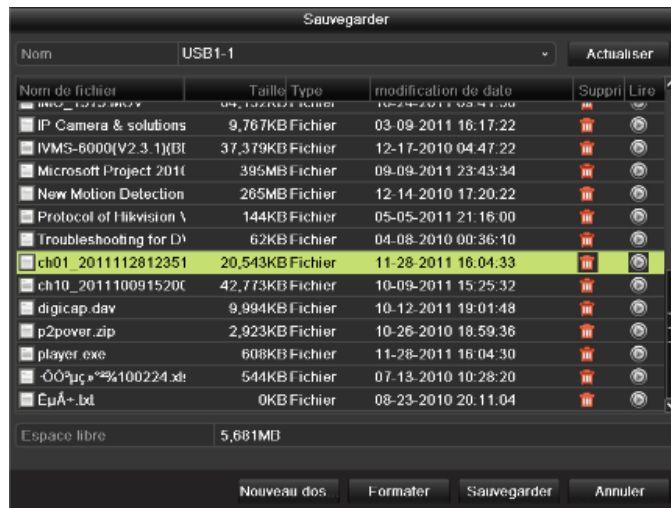 Sauvegarder
Nom USB1-1 Actualiser
Nom de fichier Taille Type modification de date Suppri Lire
IP Camera & solutions 9,767KB Fichier 03-09-2011 16:17:22
IVMS-6000(V2.3.1)(BE 37,379KB Fichier 12-17-2010 04:47:22
Microsoft Project 201( 395MB Fichier 09-09-2011 23:43:34
New Motion Detection 265MB Fichier 12-14-2010 17:20:22
Protocol of Hikvision \ 144KB Fichier 05-05-2011 21:16:00
Troubleshooting for D\ 62KB Fichier 04-08-2010 00:36:10
ch01_2011112812351 20,543KB Fichier 11-28-2011 16:04:33
ch10_2011100915200 42,773KB Fichier 10-09-2011 15:25:32
digicap.dav 9,994KB Fichier 10-12-2011 19:01:48
p2pover.zip 2,923KB Fichier 10-26-2010 18:59:36
player.exe 608KB Fichier 11-28-2011 16:04:30
544KB Fichier 07-13-2010 10:28:20
0KB Fichier 08-23-2010 20:11:04
Espace libre 5,681MB
Nouveau dos... Formater Sauvegarder Annuler